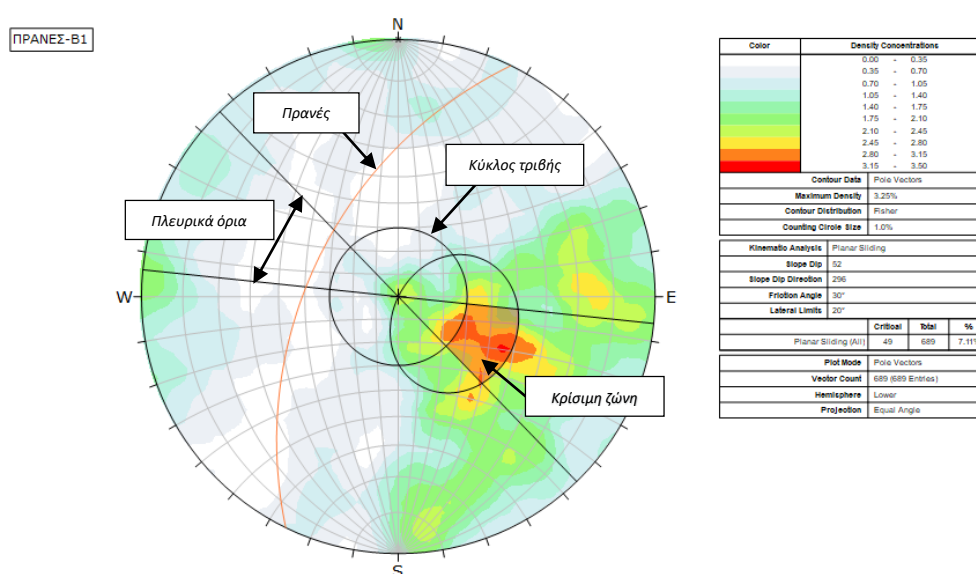 ΠΡΑΝΕΣ-B1
N
Πρανές
Κύκλος τριβής
Πλευρικά όρια
W
E
Κρίσιμη ζώνη
S
Color Density Concentrations
0.00 - 0.35
0.35 - 0.70
0.70 - 1.05
1.05 - 1.40
1.40 - 1.75
1.75 - 2.10
2.10 - 2.45
2.45 - 2.80
2.80 - 3.15
3.15 - 3.50
Contour Data Pole Vectors
Maximum Density 3.25%
Contour Distribution Fisher
Counting Circle Size 1.0%
Kinematic Analysis Planar Sliding
Slope Dip 52
Slope Dip Direction 296
Friction Angle 30°
Lateral Limits 20°
Critical Total %
Planar Sliding (All) 49 689 7.11%
Plot Mode Pole Vectors
Vector Count 689 (689 Entries)
Hemisphere Lower
Projection Equal Angle